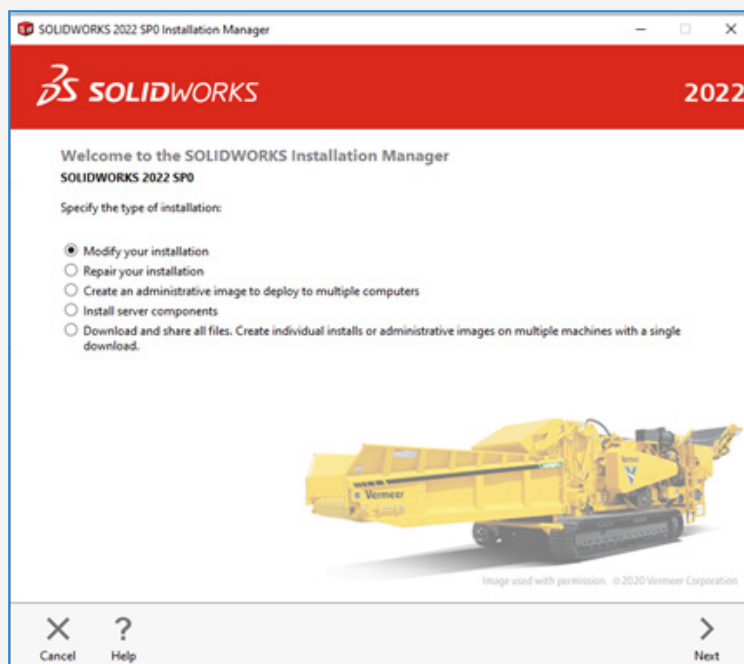 SOLIDWORKS 2022 SP0 Installation Manager
SOLIDWORKS
2022
Welcome to the SOLIDWORKS Installation Manager
SOLIDWORKS 2022 SP0
Specify the type of installation:
Modify your installation
Repair your installation
Create an administrative image to deploy to multiple computers
Install server components
Download and share all files. Create individual installs or administrative images on multiple machines with a single
download.
Vermeer
Vermeer
Image used with permission. © 2020 Vermeer Corporation
Cancel
Help
Next